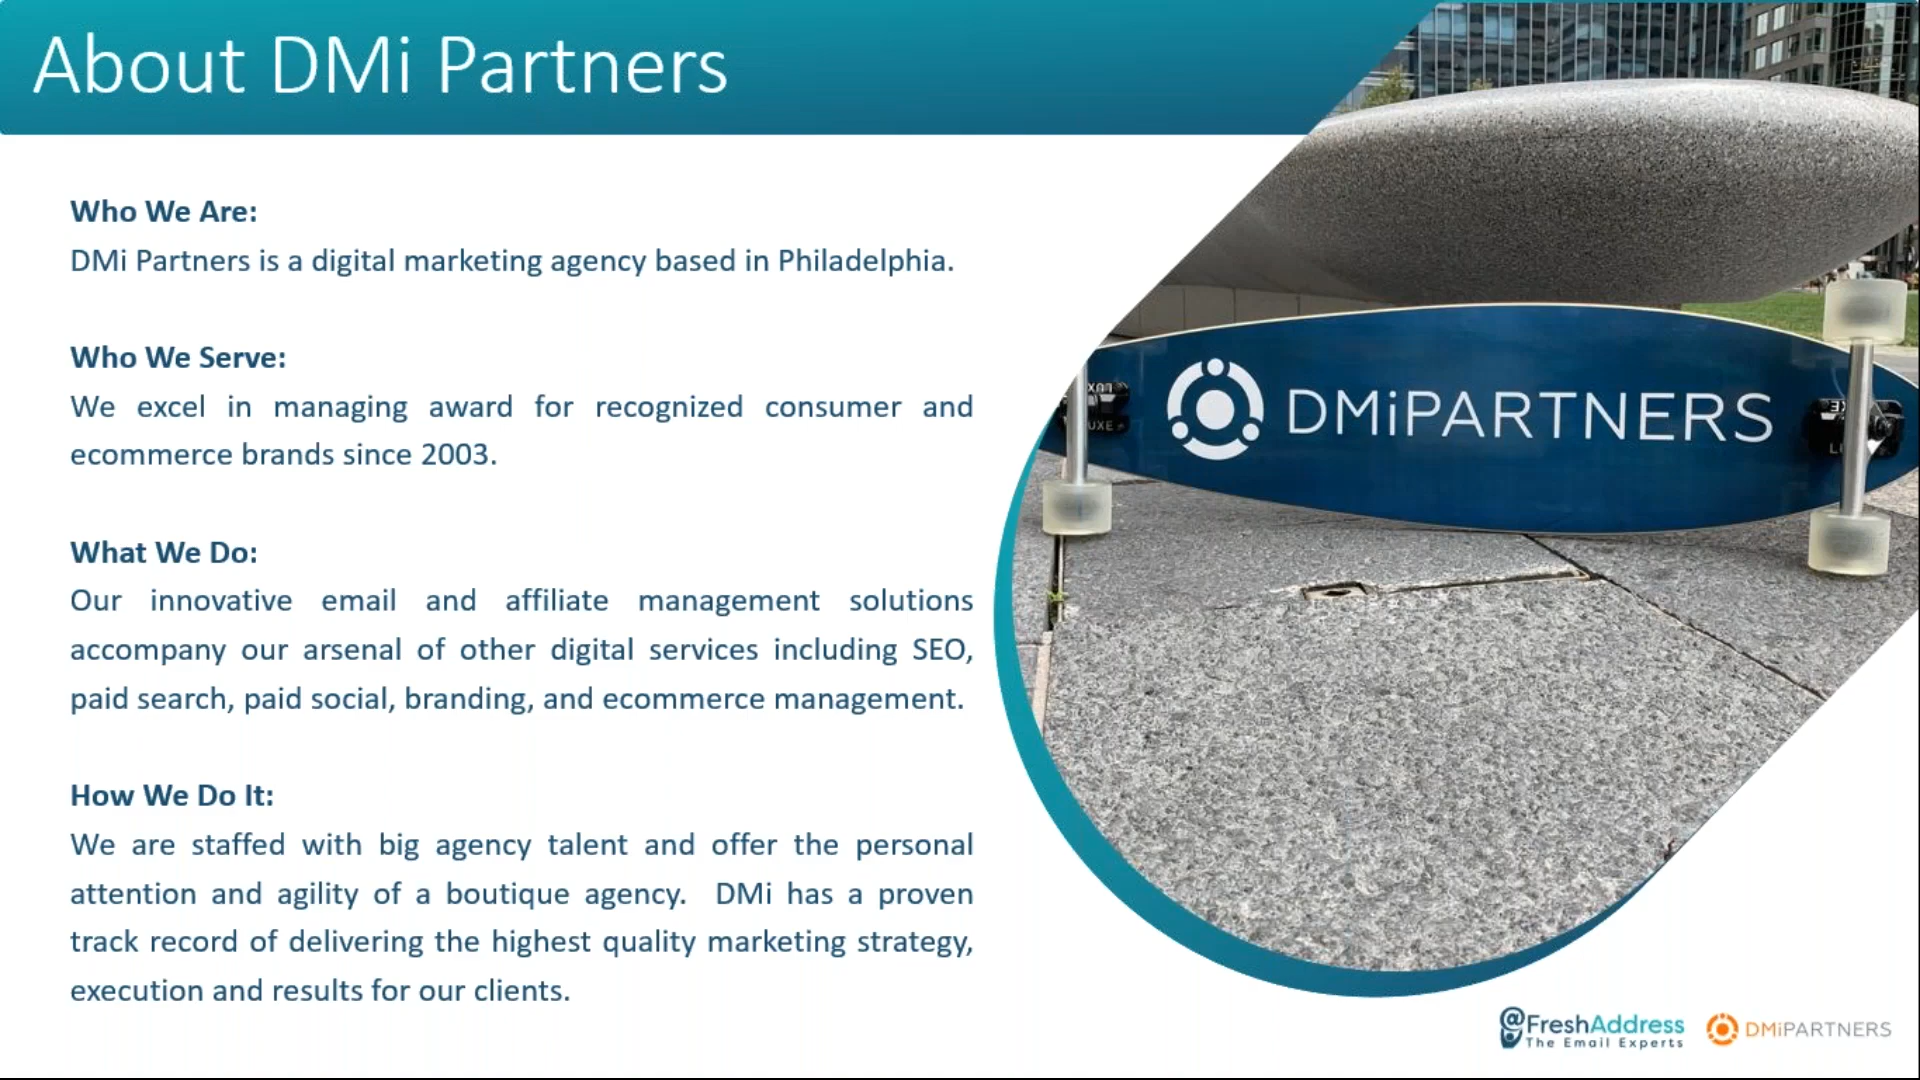 About DMi Partners
Who We Are:
DMi Partners is a digital marketing agency based in Philadelphia.
Who We Serve:
We excel in managing award for recognized consumer and
ecommerce brands since 2003.
What We Do:
Our innovative email and affiliate management solutions
accompany our arsenal of other digital services including SEO,
paid search, paid social, branding, and ecommerce management.
How We Do It:
We are staffed with big agency talent and offer the personal
attention and agility of a boutique agency.  DMi has a proven
track record of delivering the highest quality marketing strategy,
execution and results for our clients.
DMiPARTNERS
@FreshAddress
The Email Experts
DMiPARTNERS